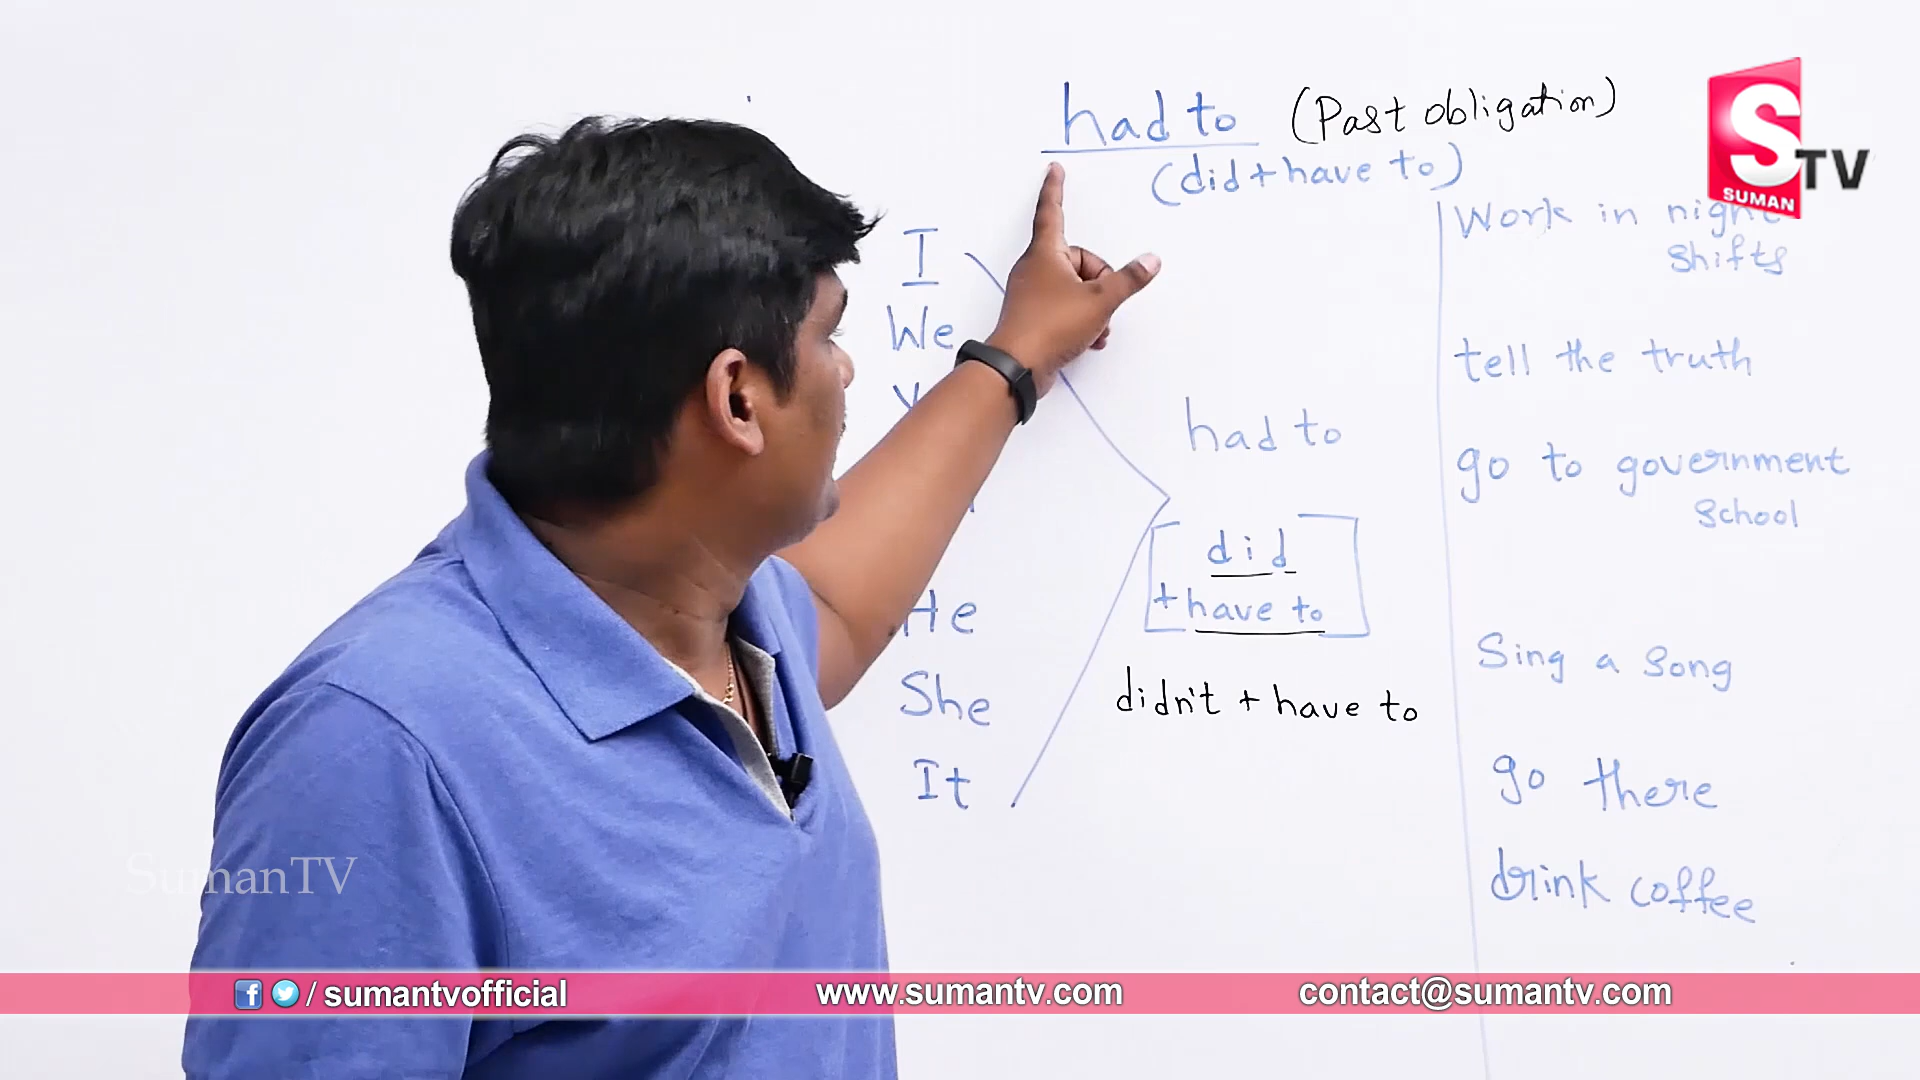 had to (Past obligation)
(did + have to)
I
We
He
She
It
had to
did
+ have to
didn't + have to
Work in night
shifts
tell the truth
go to government
school
Sing a song
go there
drink coffee
S TV
SUMAN
SumanTV
/ sumantvofficial
www.sumantv.com
contact@sumantv.com